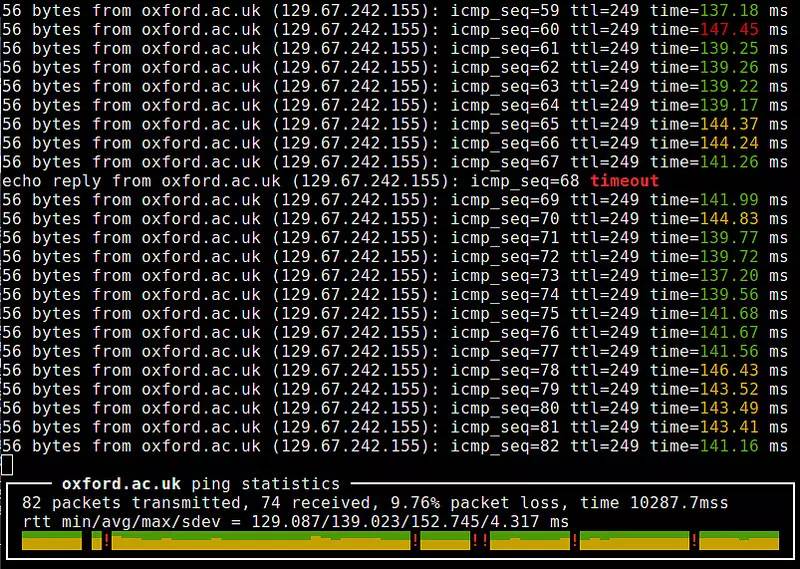 56 bytes from oxford.ac.uk (129.67.242.155): icmp_seq=59 ttl=249 time=137.18 ms
56 bytes from oxford.ac.uk (129.67.242.155): icmp_seq=60 ttl=249 time=147.45 ms
56 bytes from oxford.ac.uk (129.67.242.155): icmp_seq=61 ttl=249 time=139.25 ms
56 bytes from oxford.ac.uk (129.67.242.155): icmp_seq=62 ttl=249 time=139.26 ms
56 bytes from oxford.ac.uk (129.67.242.155): icmp_seq=63 ttl=249 time=139.22 ms
56 bytes from oxford.ac.uk (129.67.242.155): icmp_seq=64 ttl=249 time=139.17 ms
56 bytes from oxford.ac.uk (129.67.242.155): icmp_seq=65 ttl=249 time=144.37 ms
56 bytes from oxford.ac.uk (129.67.242.155): icmp_seq=66 ttl=249 time=144.24 ms
56 bytes from oxford.ac.uk (129.67.242.155): icmp_seq=67 ttl=249 time=141.26 ms
echo reply from oxford.ac.uk (129.67.242.155): icmp_seq=68 timeout
56 bytes from oxford.ac.uk (129.67.242.155): icmp_seq=69 ttl=249 time=141.99 ms
56 bytes from oxford.ac.uk (129.67.242.155): icmp_seq=70 ttl=249 time=144.83 ms
56 bytes from oxford.ac.uk (129.67.242.155): icmp_seq=71 ttl=249 time=139.77 ms
56 bytes from oxford.ac.uk (129.67.242.155): icmp_seq=72 ttl=249 time=139.72 ms
56 bytes from oxford.ac.uk (129.67.242.155): icmp_seq=73 ttl=249 time=137.20 ms
56 bytes from oxford.ac.uk (129.67.242.155): icmp_seq=74 ttl=249 time=139.56 ms
56 bytes from oxford.ac.uk (129.67.242.155): icmp_seq=75 ttl=249 time=141.68 ms
56 bytes from oxford.ac.uk (129.67.242.155): icmp_seq=76 ttl=249 time=141.67 ms
56 bytes from oxford.ac.uk (129.67.242.155): icmp_seq=77 ttl=249 time=141.56 ms
56 bytes from oxford.ac.uk (129.67.242.155): icmp_seq=78 ttl=249 time=146.43 ms
56 bytes from oxford.ac.uk (129.67.242.155): icmp_seq=79 ttl=249 time=143.52 ms
56 bytes from oxford.ac.uk (129.67.242.155): icmp_seq=80 ttl=249 time=143.49 ms
56 bytes from oxford.ac.uk (129.67.242.155): icmp_seq=81 ttl=249 time=143.41 ms
56 bytes from oxford.ac.uk (129.67.242.155): icmp_seq=82 ttl=249 time=141.16 ms
oxford.ac.uk ping statistics
82 packets transmitted, 74 received, 9.76% packet loss, time 10287.7mss
rtt min/avg/max/sdev = 129.087/139.023/152.745/4.317 ms
! ! !! ! !